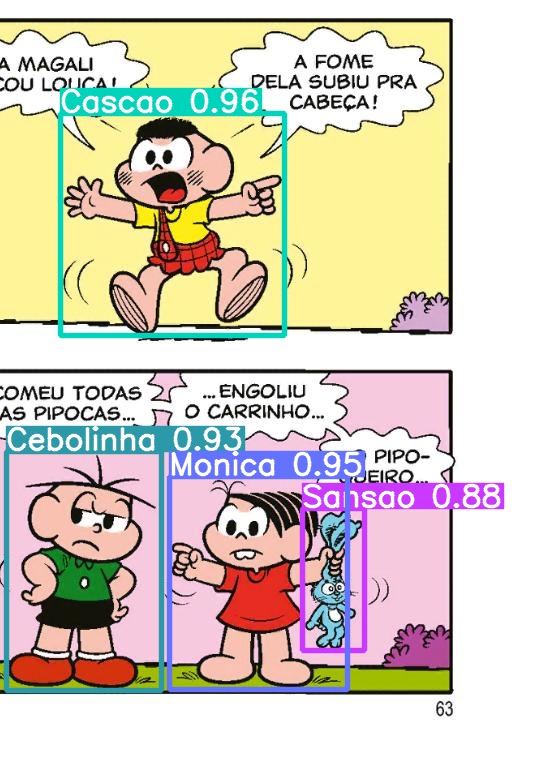 A MAGALI
COU LOUCA!
A FOME
DELA SUBIU PRA
CABEÇA!
Cascao 0.96
COMEU TODAS
AS PIPOCAS...
...ENGOLIU
O CARRINHO...
PIPO-
QUEIRO...
Cebolinha 0.93
Monica 0.95
Sansao 0.88
63